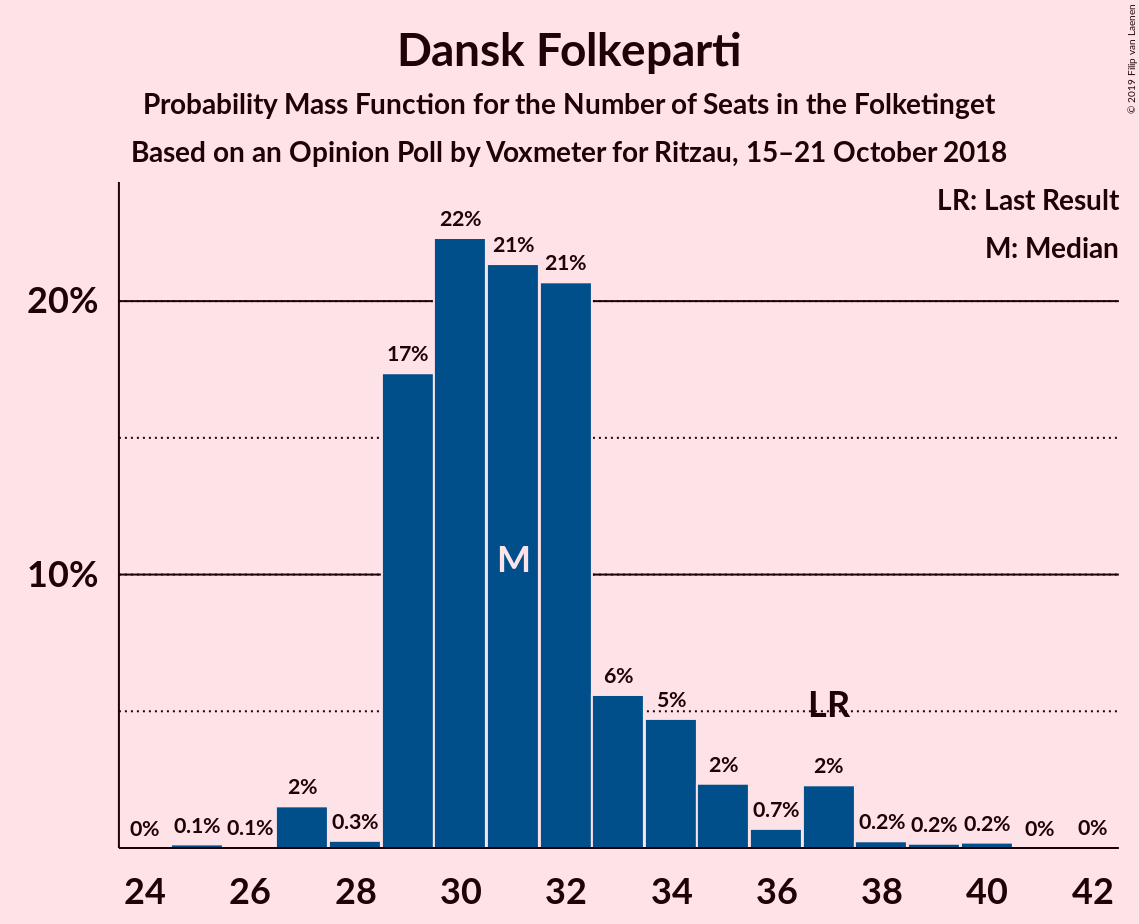 Dansk Folkeparti
Probability Mass Function for the Number of Seats in the Folketinget
Based on an Opinion Poll by Voxmeter for Ritzau, 15–21 October 2018
© 2019 Filip van Laenen
LR: Last Result
M: Median
20%
10%
0%
0.1%
0.1%
2%
0.3%
17%
22%
21%
21%
6%
5%
2%
0.7%
2%
0.2%
0.2%
0.2%
0%
0%
M
LR
24 26 28 30 32 34 36 38 40 42